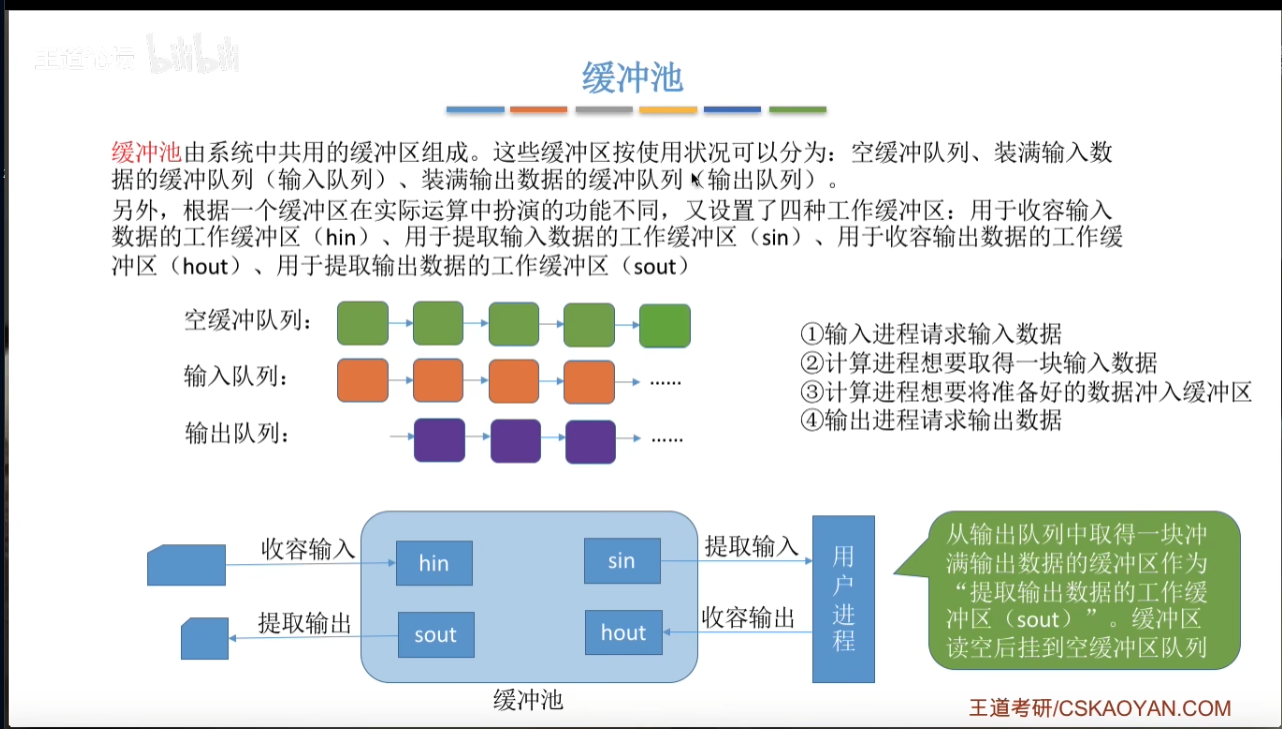 王道论坛 bilibili
缓冲池
缓冲池由系统中共用的缓冲区组成。这些缓冲区按使用状况可以分为：空缓冲队列、装满输入数
据的缓冲队列（输入队列）、装满输出数据的缓冲队列（输出队列）。
另外，根据一个缓冲区在实际运算中扮演的功能不同，又设置了四种工作缓冲区：用于收容输入
数据的工作缓冲区（hin）、用于提取输入数据的工作缓冲区（sin）、用于收容输出数据的工作缓
冲区（hout）、用于提取输出数据的工作缓冲区（sout）
空缓冲队列：
输入队列：
······
输出队列：
······
①输入进程请求输入数据
②计算进程想要取得一块输入数据
③计算进程想要将准备好的数据冲入缓冲区
④输出进程请求输出数据
收容输入
hin
sin
提取输入
提取输出
sout
hout
收容输出
用户进程
缓冲池
从输出队列中取得一块冲
满输出数据的缓冲区作为
“提取输出数据的工作缓
冲区（sout）”。缓冲区
读空后挂到空缓冲区队列
王道考研/CSKAOYAN.COM